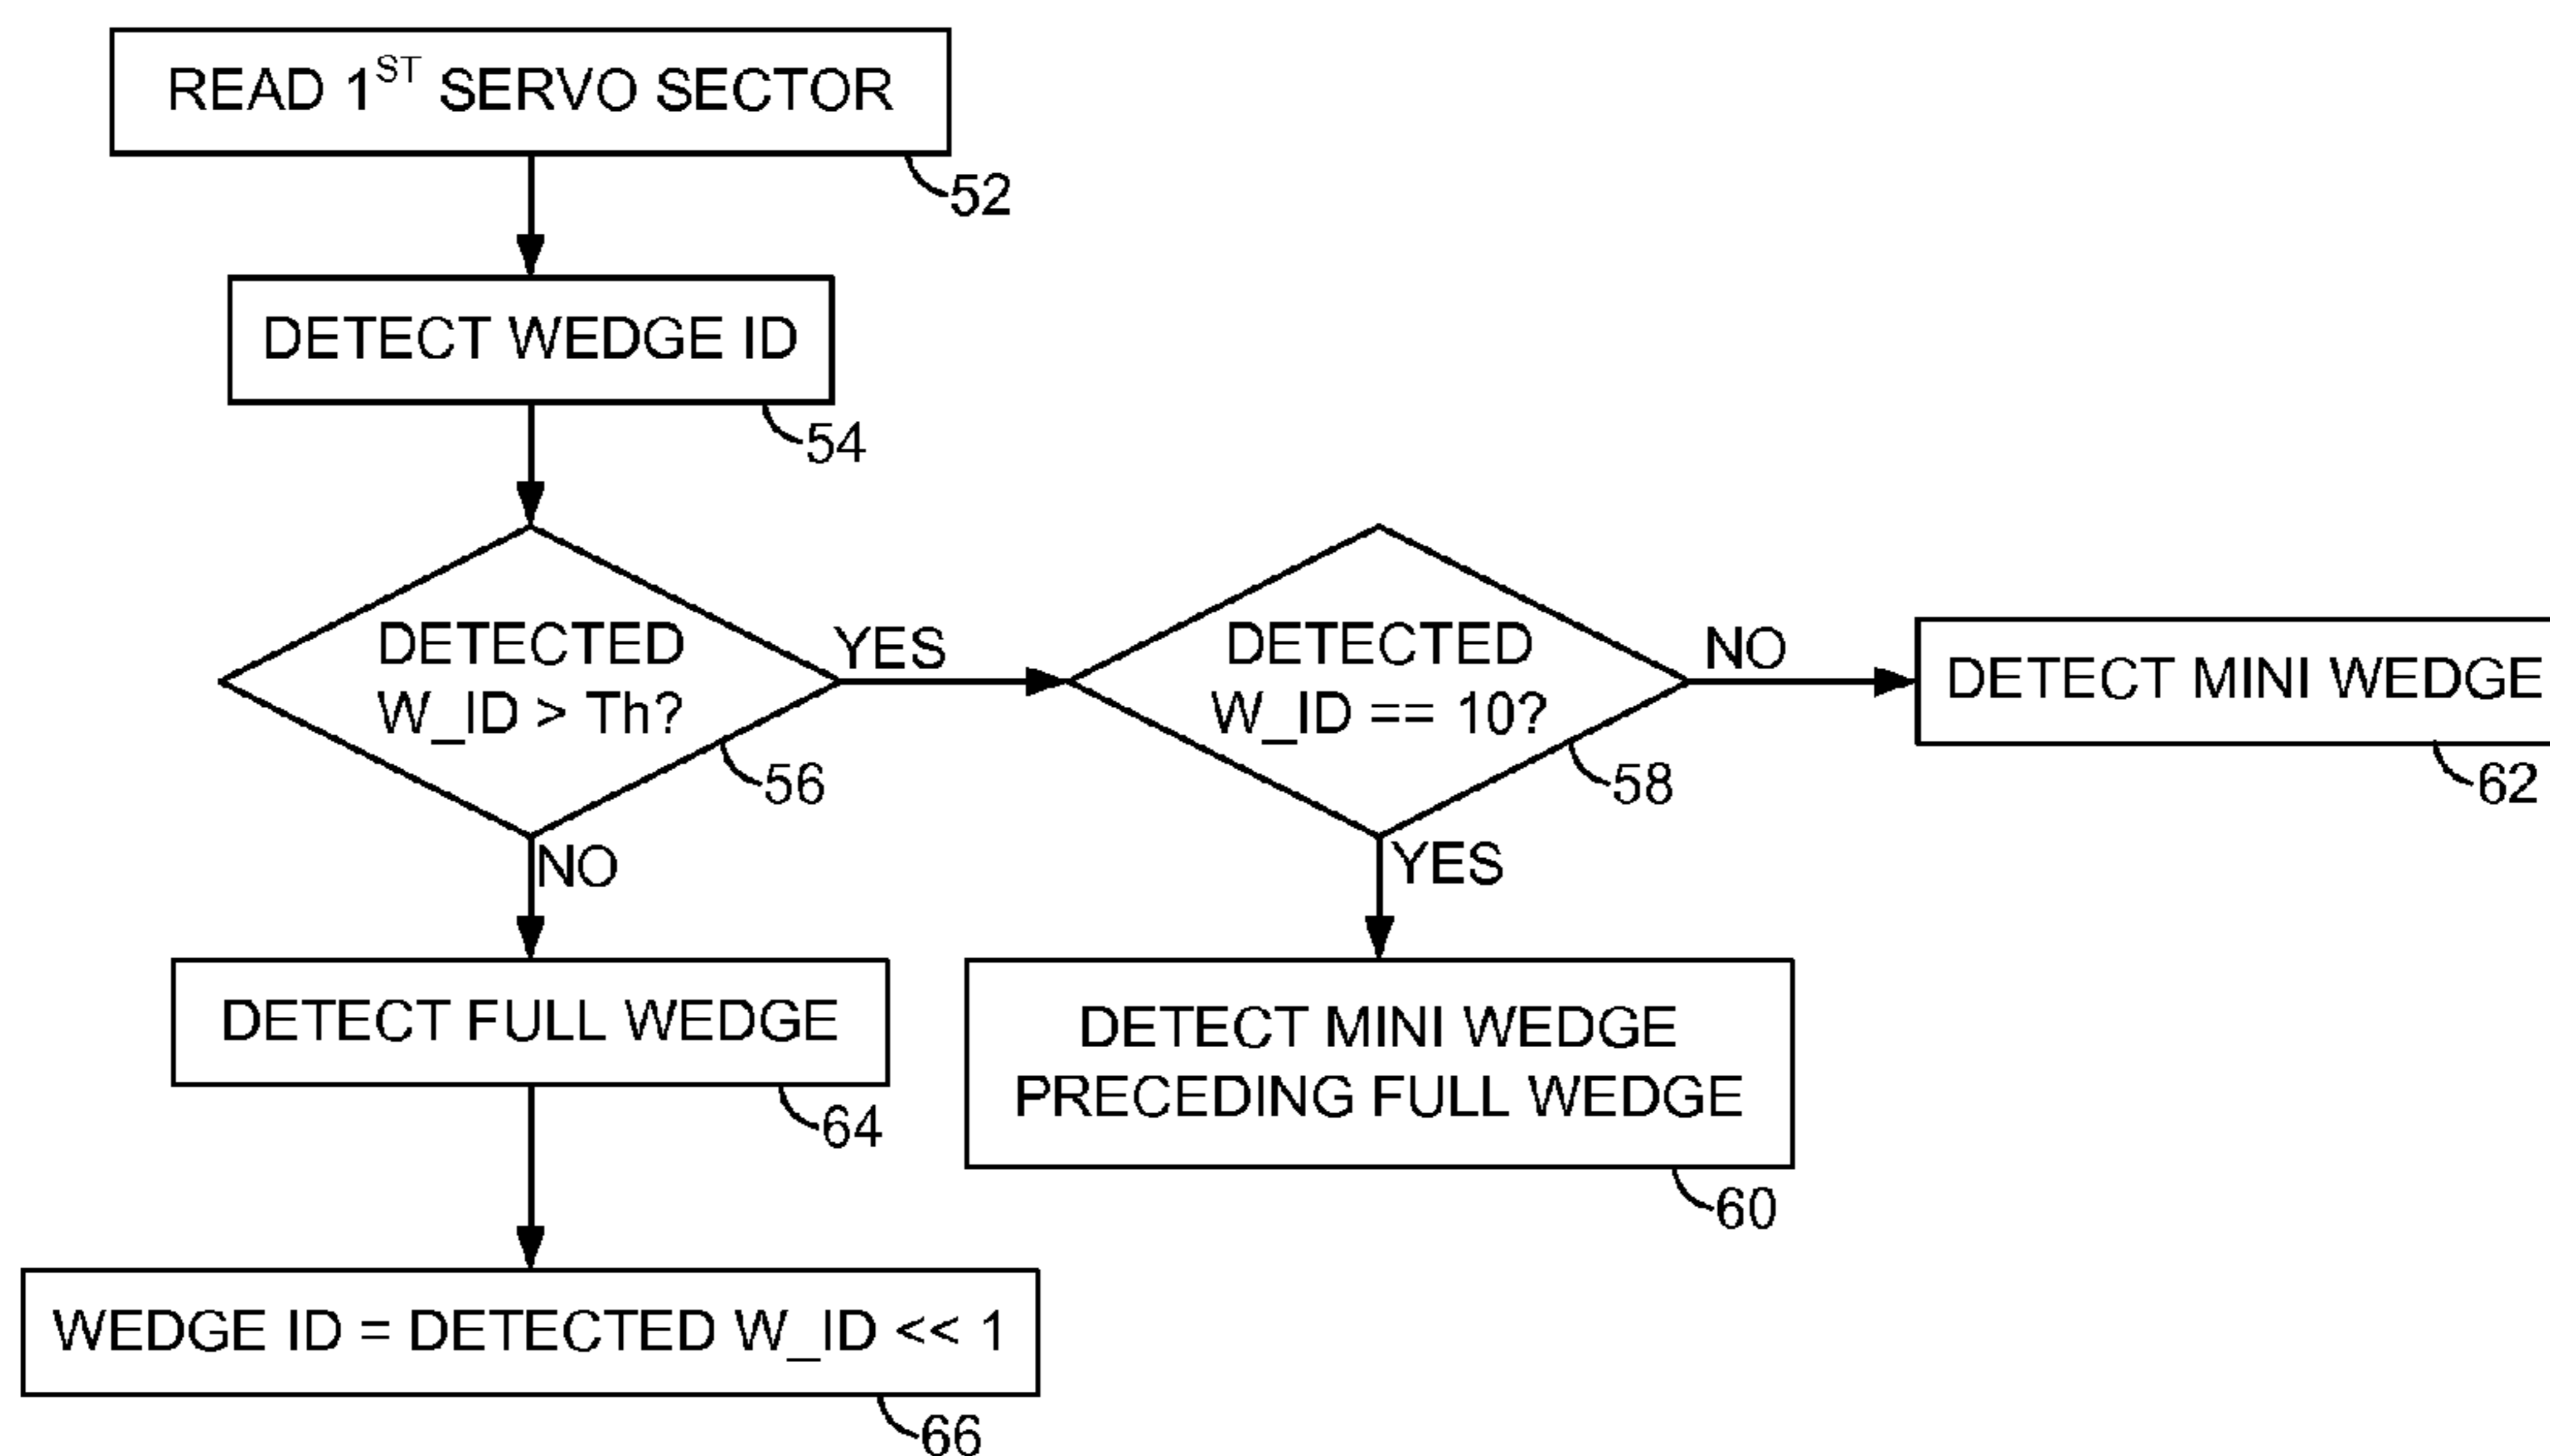 READ 1ST SERVO SECTOR
52
DETECT WEDGE ID
54
DETECTED
W_ID > Th?
56
YES
DETECTED
W_ID == 10?
58
NO
DETECT MINI WEDGE
62
NO
YES
DETECT FULL WEDGE
64
DETECT MINI WEDGE
PRECEDING FULL WEDGE
60
WEDGE ID = DETECTED W_ID << 1
66